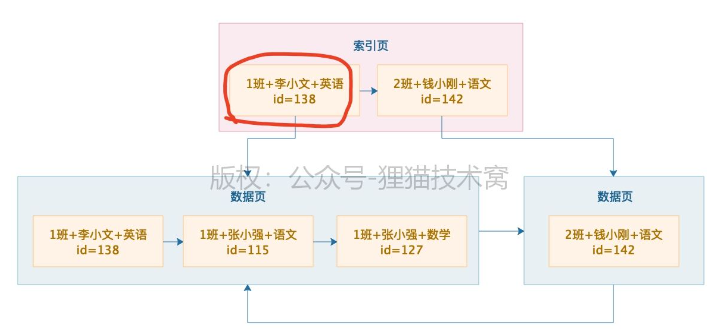 索引页
1班+李小文+英语
id=138
2班+钱小刚+语文
id=142
版权：公众号-狸猫技术窝
数据页
数据页
1班+李小文+英语
id=138
1班+张小强+语文
id=115
1班+张小强+数学
id=127
2班+钱小刚+语文
id=142